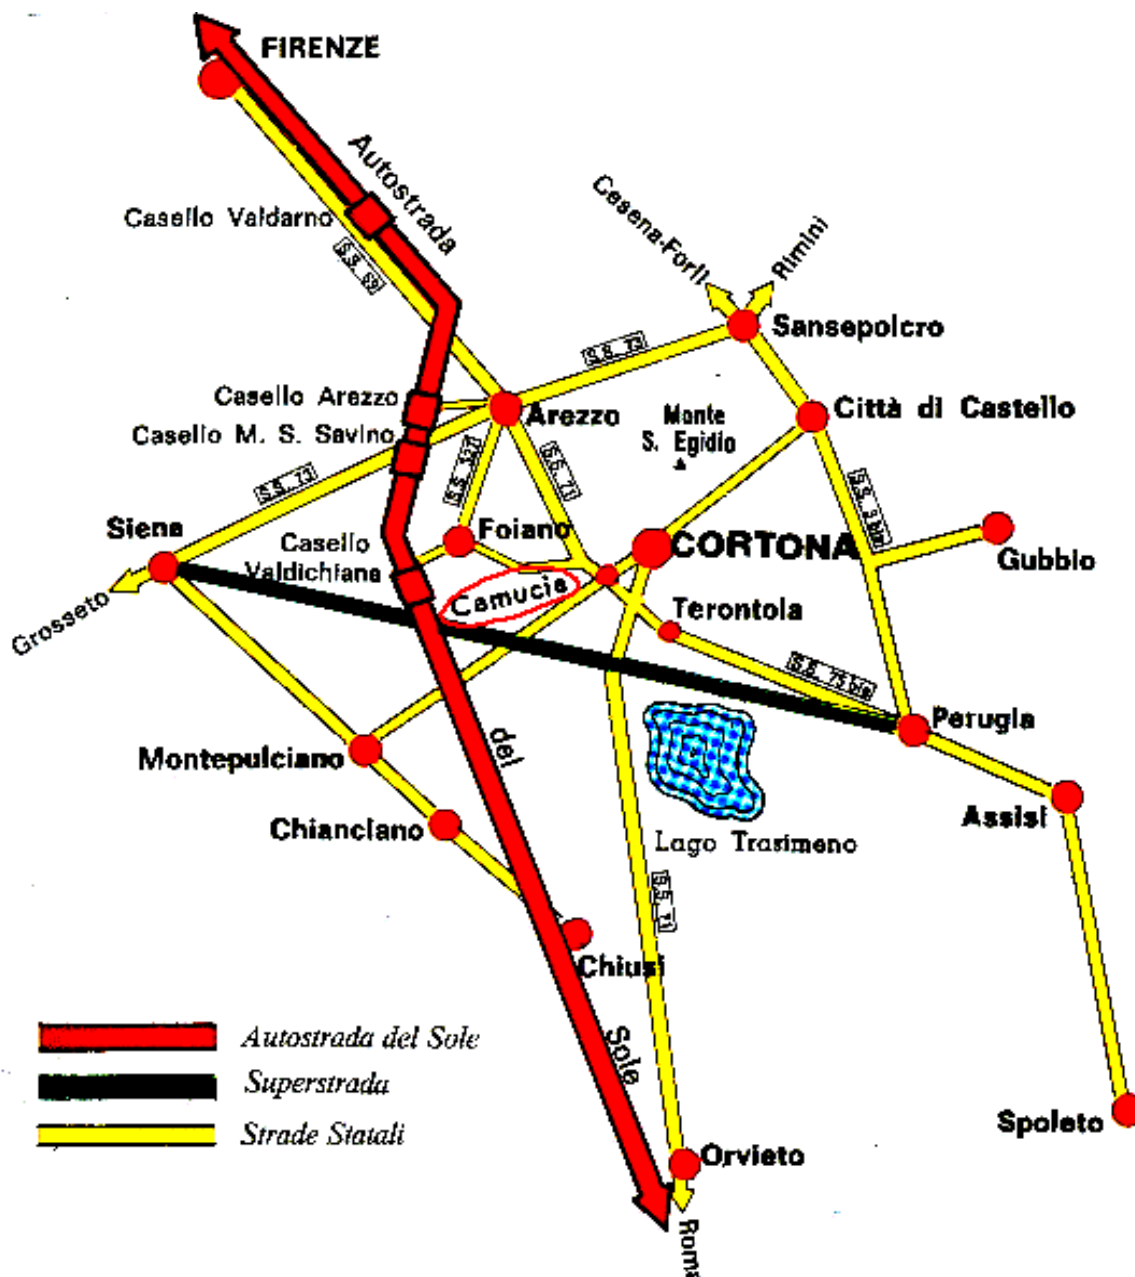 FIRENZE
Autostrada
Casello Valdarno
S.S. 69
Cesena-Forlì
Rimini
Sansepolcro
S.S. 73
Casello Arezzo
Arezzo
Monte
S. Egidio
Città di Castello
Casello M. S. Savino
S.S. 73
S.S. 327
S.S. 71
S.S. 3 bis
Siena
Foiano
CORTONA
Gubbio
Casello
Valdichiana
Camucia
Grosseto
Terontola
S.S. 75 bis
Perugia
del
Montepulciano
Assisi
Chianciano
Lago Trasimeno
S.S. 71
Chiusi
Sole
Autostrada del Sole
Superstrada
Strade Statali
Spoleto
Orvieto
Roma